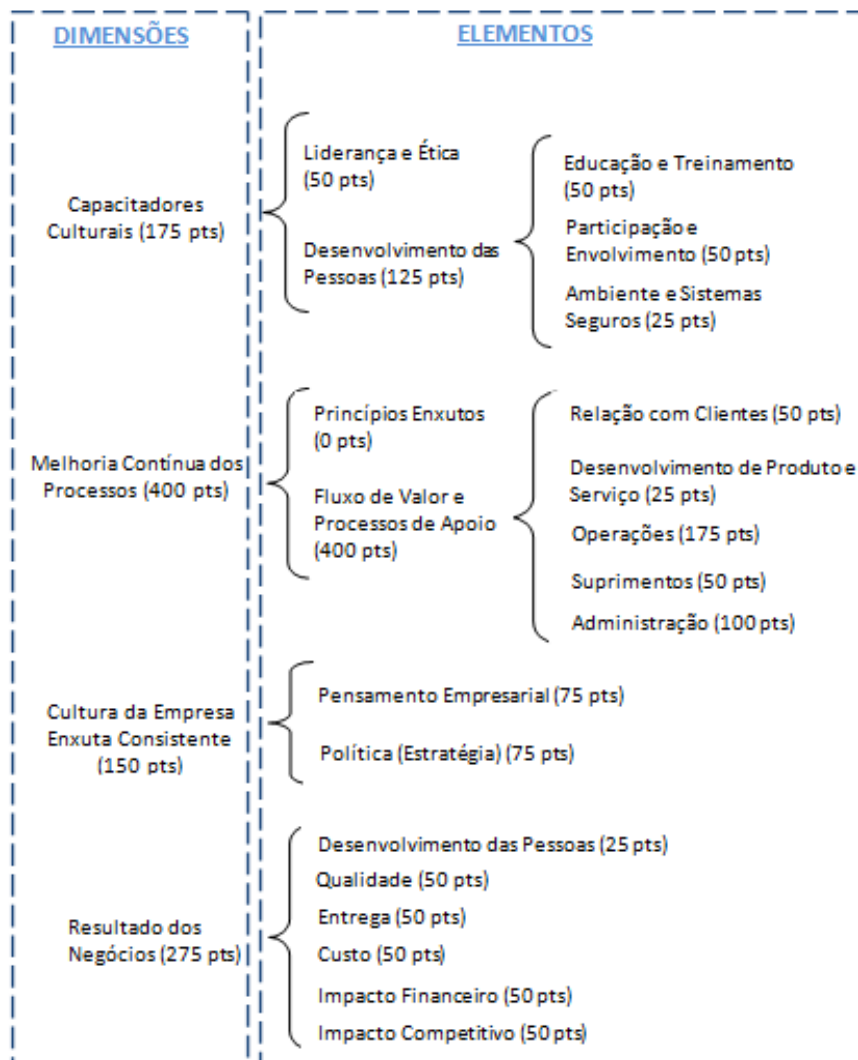 DIMENSÕES
ELEMENTOS
Capacitadores
Culturais (175 pts)
Liderança e Ética
(50 pts)
Desenvolvimento das
Pessoas (125 pts)
Educação e Treinamento
(50 pts)
Participação e
Envolvimento (50 pts)
Ambiente e Sistemas
Seguros (25 pts)
Melhoria Contínua dos
Processos (400 pts)
Princípios Enxutos
(0 pts)
Fluxo de Valor e
Processos de Apoio
(400 pts)
Relação com Clientes (50 pts)
Desenvolvimento de Produto e
Serviço (25 pts)
Operações (175 pts)
Suprimentos (50 pts)
Administração (100 pts)
Cultura da Empresa
Enxuta Consistente
(150 pts)
Pensamento Empresarial (75 pts)
Política (Estratégia) (75 pts)
Resultado dos
Negócios (275 pts)
Desenvolvimento das Pessoas (25 pts)
Qualidade (50 pts)
Entrega (50 pts)
Custo (50 pts)
Impacto Financeiro (50 pts)
Impacto Competitivo (50 pts)